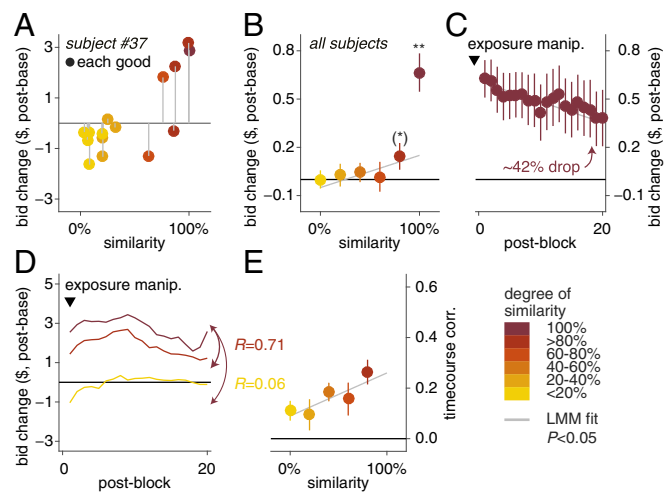 A
subject #37
each good
bid change ($, post-base)
3
1
-1
-3
0%
100%
similarity
B
all subjects
bid change ($, post-base)
0.8
0.5
0.2
-0.1
**
(*)
0%
100%
similarity
C
exposure manip.
~42% drop
0.8
0.5
0.2
-0.1
bid change ($, post-base)
0
20
post-block
D
exposure manip.
bid change ($, post-base)
5
3
1
-1
-3
R=0.71
R=0.06
0
20
post-block
E
0.6
0.4
0.2
0.0
timecourse corr.
0%
100%
similarity
degree of
similarity
100%
>80%
60-80%
40-60%
20-40%
<20%
LMM fit
P<0.05